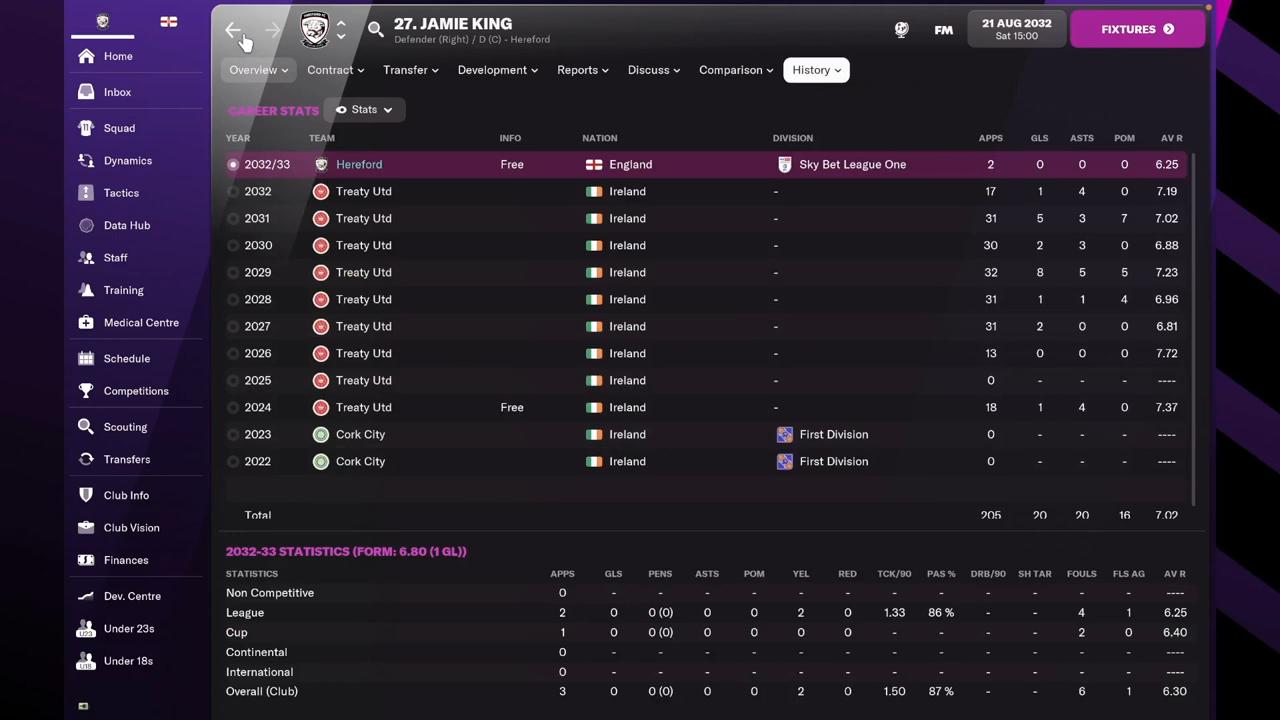 27. JAMIE KING
Defender (Right) / D (C) - Hereford
FM
21 AUG 2032
Sat 15:00
FIXTURES
Home
Inbox
Squad
Dynamics
Tactics
Data Hub
Staff
Training
Medical Centre
Schedule
Competitions
Scouting
Transfers
Club Info
Club Vision
Finances
Dev. Centre
U23 Under 23s
U18 Under 18s
Overview Contract Transfer Development Reports Discuss Comparison History
CAREER STATS Stats
YEAR TEAM INFO NATION DIVISION APPS GLS ASTS POM AV R
2032/33 Hereford Free England Sky Bet League One 2 0 0 0 6.25
2032 Treaty Utd Ireland - 17 1 4 0 7.19
2031 Treaty Utd Ireland - 31 5 3 7 7.02
2030 Treaty Utd Ireland - 30 2 3 0 6.88
2029 Treaty Utd Ireland - 32 8 5 5 7.23
2028 Treaty Utd Ireland - 31 1 1 4 6.96
2027 Treaty Utd Ireland - 31 2 0 0 6.81
2026 Treaty Utd Ireland - 13 0 0 0 7.72
2025 Treaty Utd Ireland - 0 - - - ----
2024 Treaty Utd Free Ireland - 18 1 4 0 7.37
2023 Cork City Ireland First Division 0 - - - ----
2022 Cork City Ireland First Division 0 - - - ----
Total 205 20 20 16 7.02
2032-33 STATISTICS (FORM: 6.80 (1 GL))
STATISTICS APPS GLS PENS ASTS POM YEL RED TCK/90 PAS % DRB/90 SH TAR FOULS FLS AG AV R
Non Competitive 0 - - - - - - - - - - - - ----
League 2 0 0 (0) 0 0 2 0 1.33 86 % - - 4 1 6.25
Cup 1 0 0 (0) 0 0 0 0 - - - - 2 0 6.40
Continental 0 - - - - - - - - - - - - ----
International 0 - - - - - - - - - - - - ----
Overall (Club) 3 0 0 (0) 0 0 2 0 1.50 87 % - - 6 1 6.30